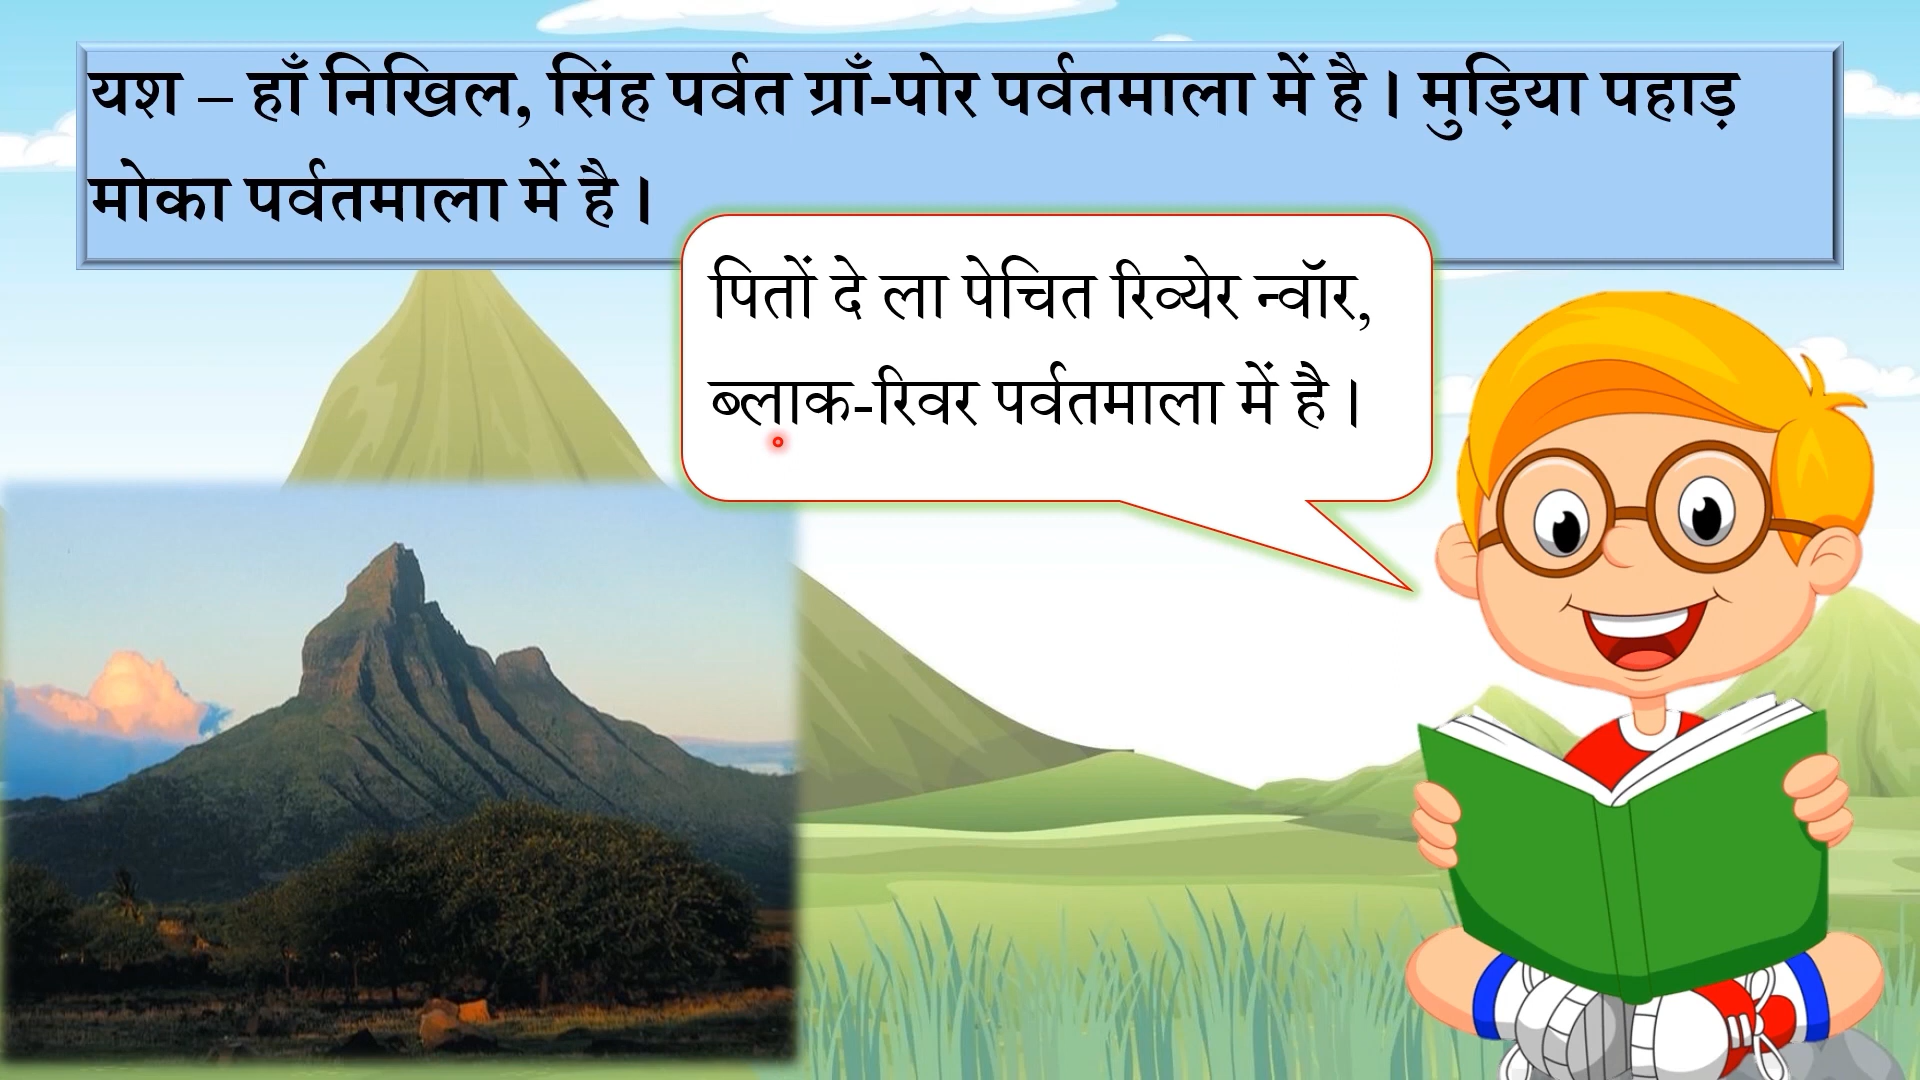 यश – हाँ निखिल, सिंह पर्वत ग्राँ-पोर पर्वतमाला में है। मुड़िया पहाड़
मोका पर्वतमाला में है।
पितों दे ला पेचित रिव्येर न्वॉर,
ब्लाक-रिवर पर्वतमाला में है।